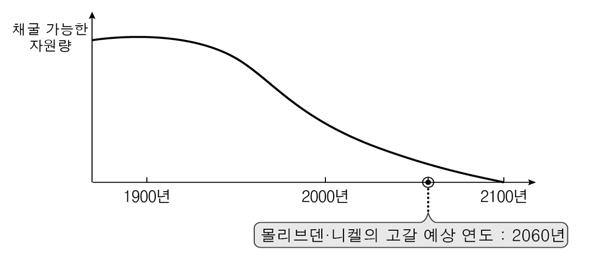 채굴 가능한
자원량
1900년
2000년
2100년
몰리브덴·니켈의 고갈 예상 연도 : 2060년